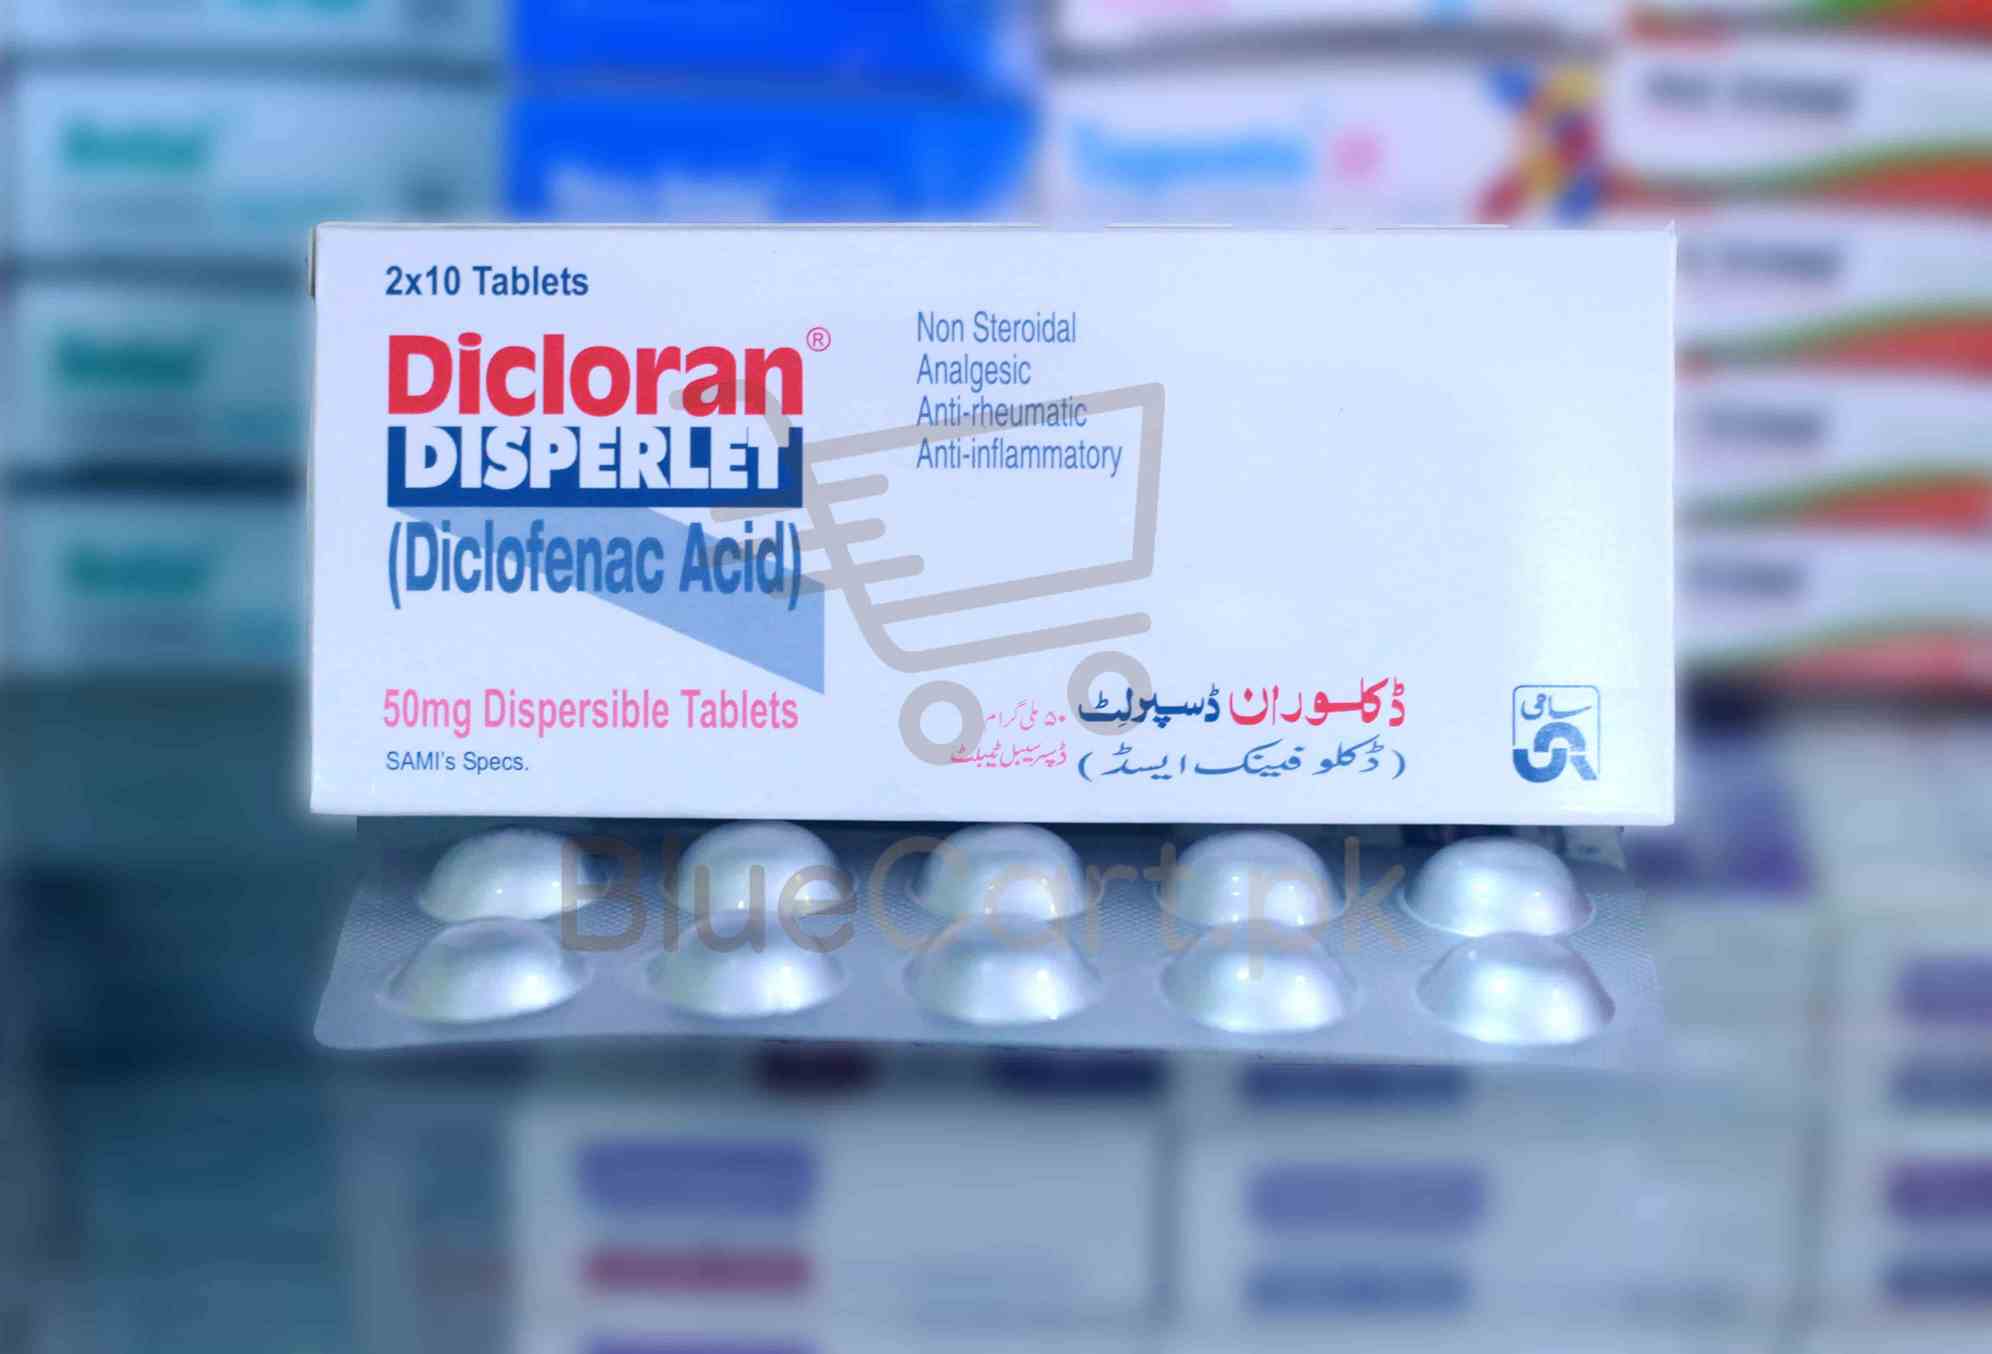 2x10 Tablets
Dicloran®
DISPERLET
(Diclofenac Acid)
50mg Dispersible Tablets
SAMI's Specs.
Non Steroidal
Analgesic
Anti-rheumatic
Anti-inflammatory
ڈکلوران ڈسپرلٹ ۵۰ ملی گرام
(ڈکلو فینک ایسڈ) ڈسپرسیبل ٹیبلٹ
سامی
BlueCart.pk